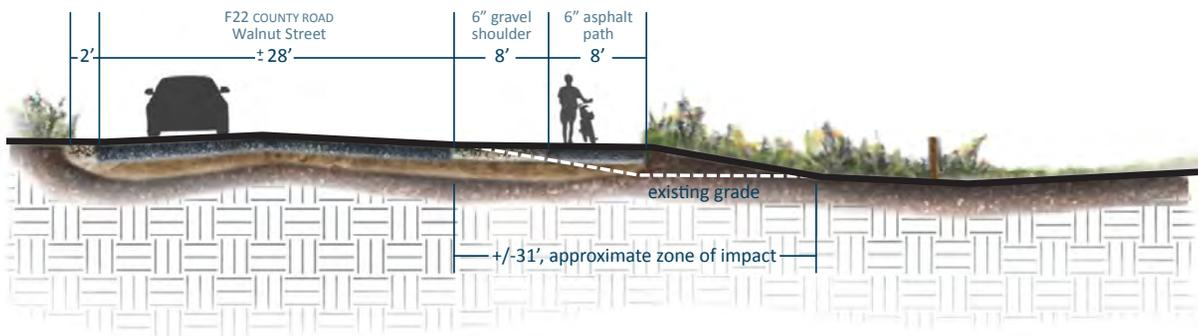 F22 COUNTY ROAD
Walnut Street
6” gravel
shoulder
6” asphalt
path
2’
± 28’
8’
8’
existing grade
+/-31’, approximate zone of impact